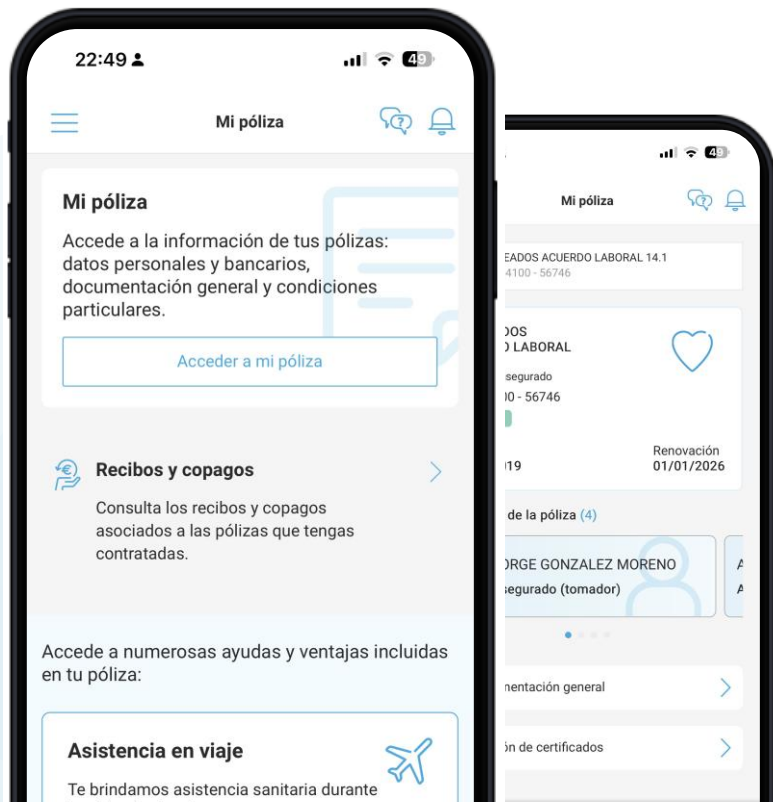 22:49
49
Mi póliza
Mi póliza
Accede a la información de tus pólizas:
datos personales y bancarios,
documentación general y condiciones
particulares.
Acceder a mi póliza
Recibos y copagos
Consulta los recibos y copagos
asociados a las pólizas que tengas
contratadas.
Accede a numerosas ayudas y ventajas incluidas
en tu póliza:
Asistencia en viaje
Te brindamos asistencia sanitaria durante
49
Mi póliza
EADOS ACUERDO LABORAL 14.1
4100 - 56746
DOS
O LABORAL
segurado
00 - 56746
019
Renovación
01/01/2026
de la póliza (4)
ORGE GONZALEZ MORENO
segurado (tomador)
A
A
mentación general
ón de certificados